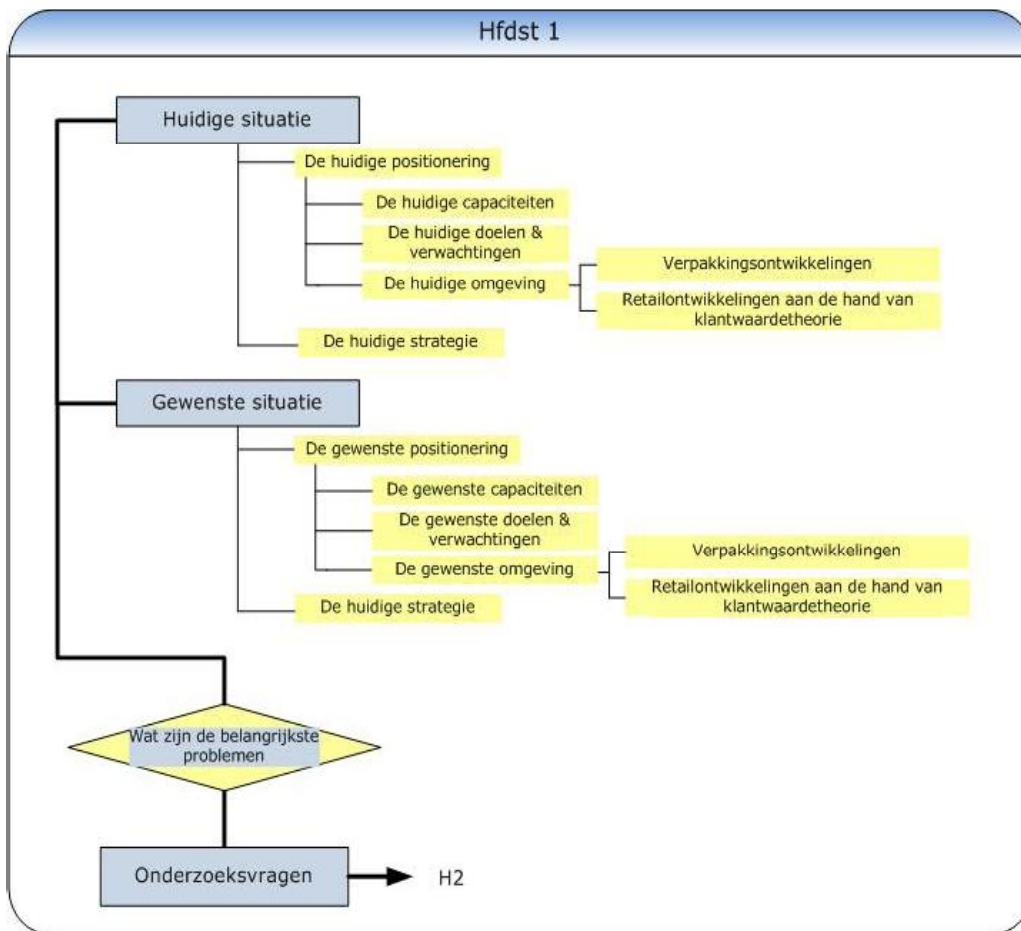 Hfdst 1
Huidige situatie
De huidige positionering
De huidige capaciteiten
De huidige doelen &
verwachtingen
De huidige omgeving
Verpakkingsontwikkelingen
Retailontwikkelingen aan de hand van
klantwaardetheorie
De huidige strategie
Gewenste situatie
De gewenste positionering
De gewenste capaciteiten
De gewenste doelen &
verwachtingen
De gewenste omgeving
Verpakkingsontwikkelingen
Retailontwikkelingen aan de hand van
klantwaardetheorie
De huidige strategie
Wat zijn de belangrijkste
problemen
Onderzoeksvragen
H2